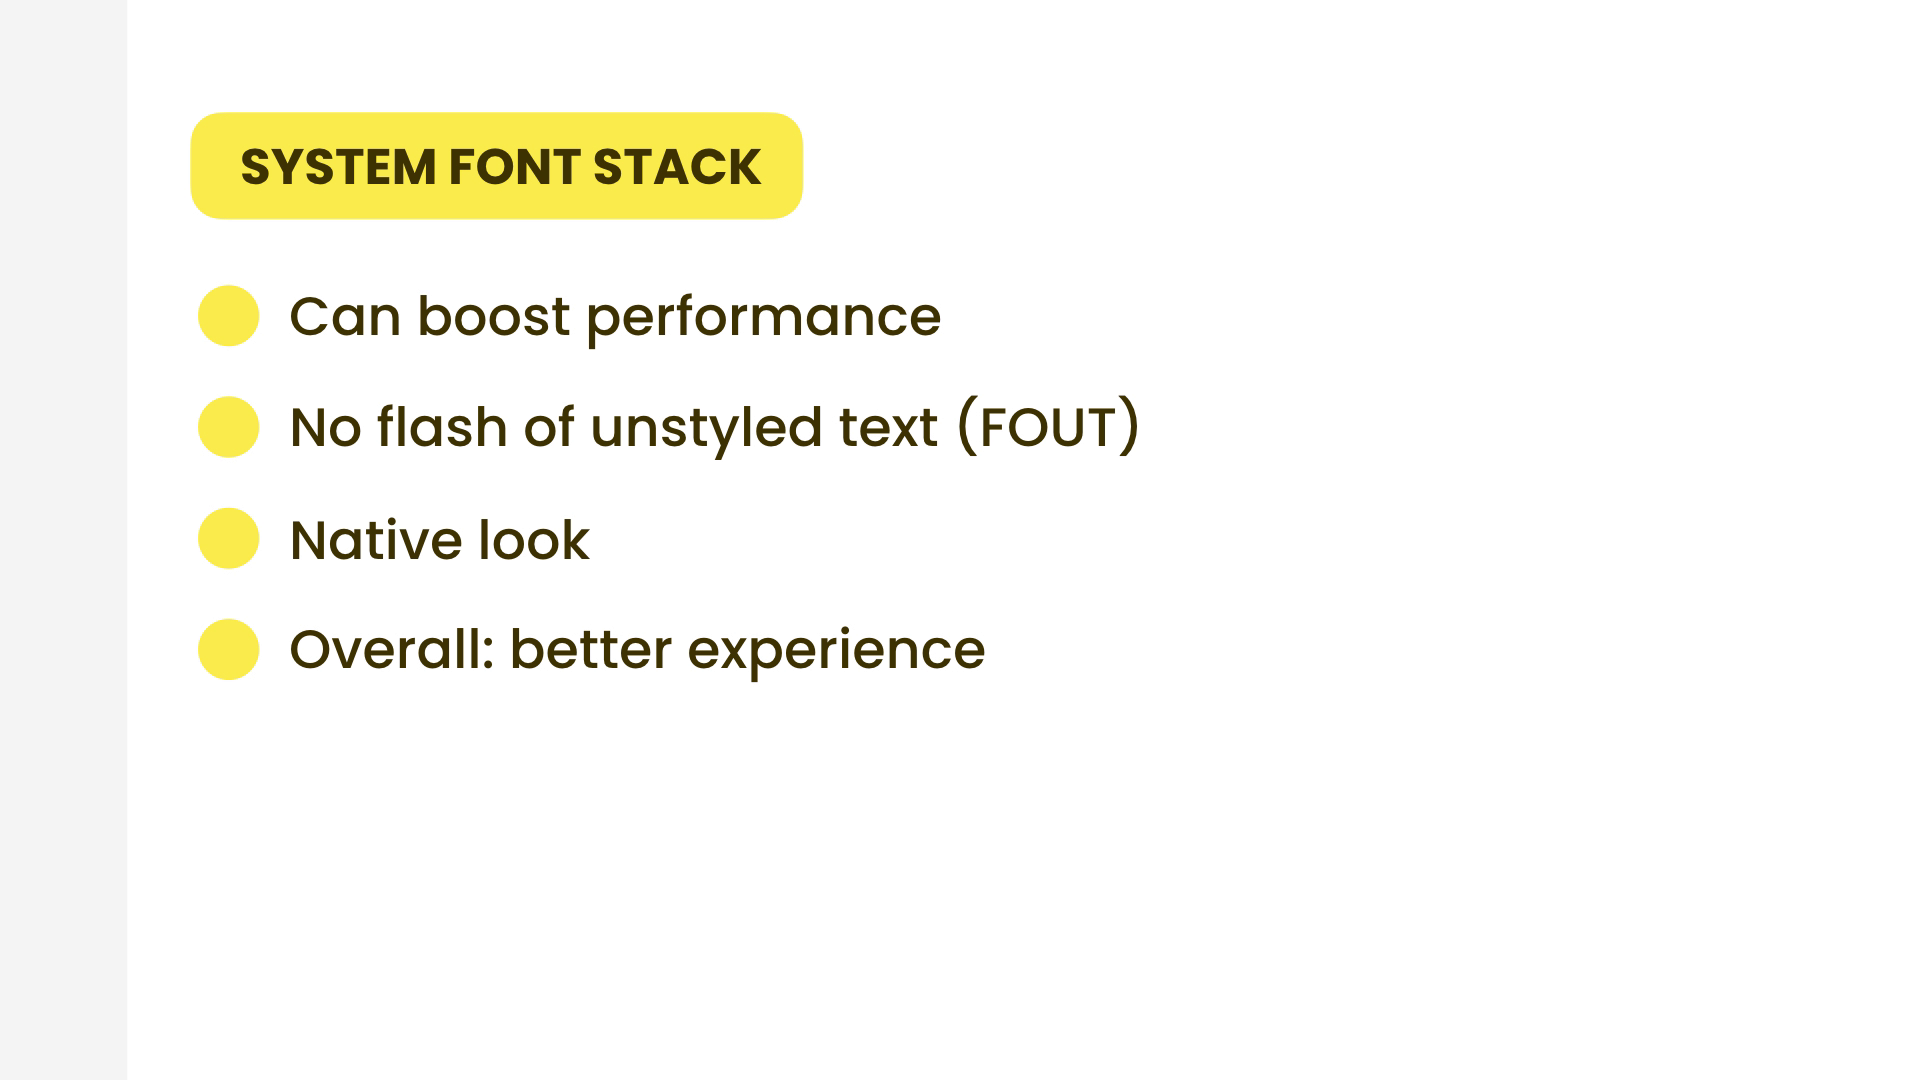 SYSTEM FONT STACK
Can boost performance
No flash of unstyled text (FOUT)
Native look
Overall: better experience